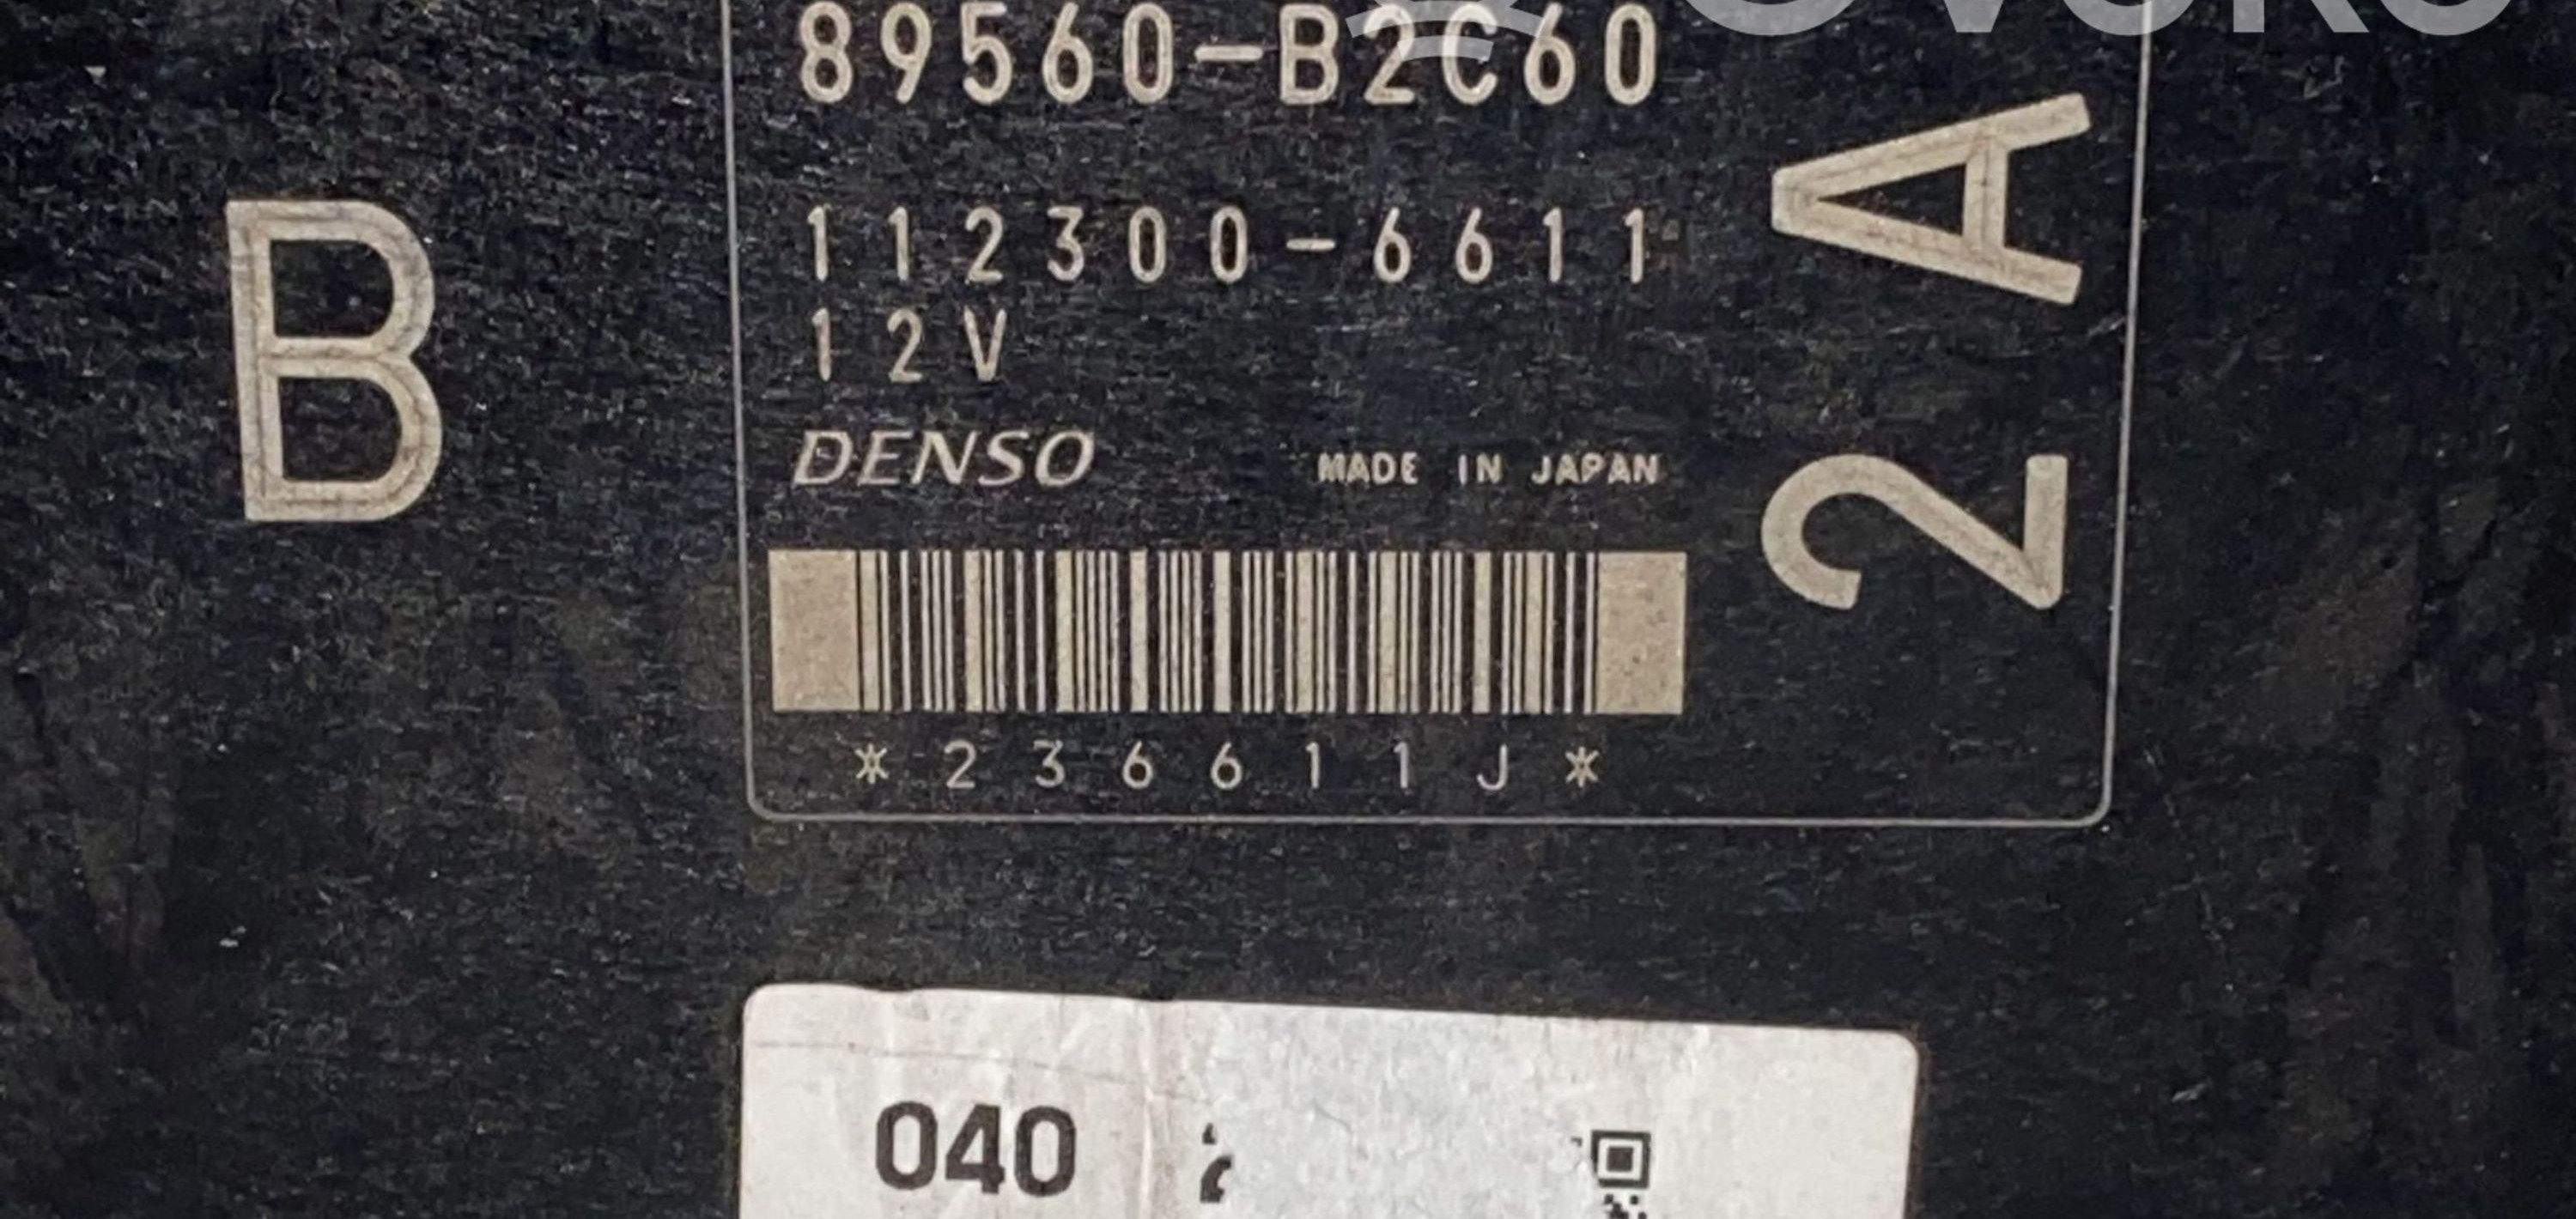 89560-B2C60
112300-6611
12V
DENSO MADE IN JAPAN
*236611J*
B
2A
040